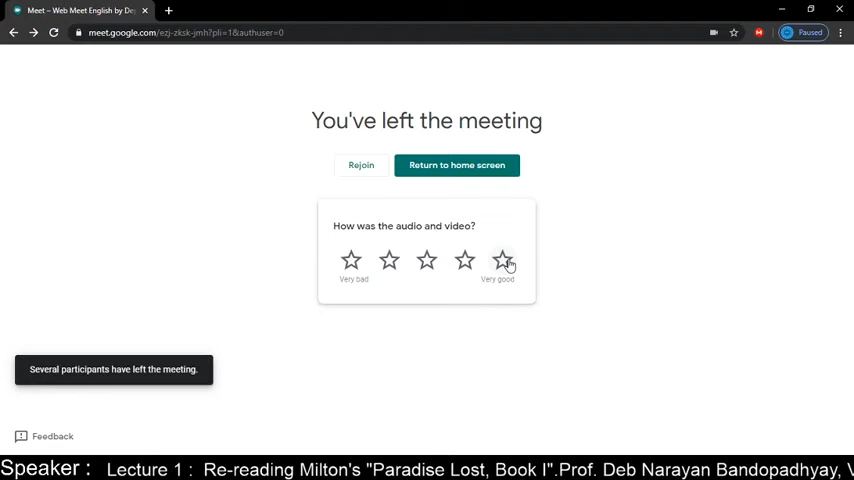 Meet – Web Meet English by De
meet.google.com/ezj-zksk-jmh?pli=1&authuser=0
Paused
You've left the meeting
Rejoin
Return to home screen
How was the audio and video?
Very bad
Very good
Several participants have left the meeting.
Feedback
Speaker : Lecture 1 : Re-reading Milton's "Paradise Lost, Book I".Prof. Deb Narayan Bandopadhyay, V